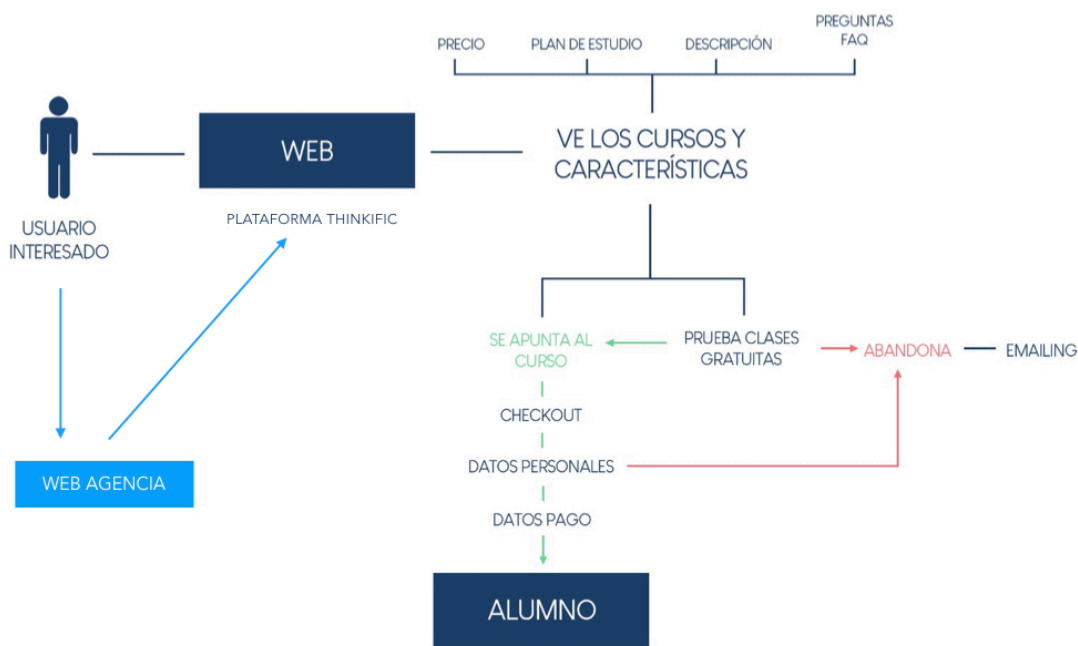 PRECIO
PLAN DE ESTUDIO
DESCRIPCIÓN
PREGUNTAS
FAQ
WEB
PLATAFORMA THINKIFIC
VE LOS CURSOS Y
CARACTERÍSTICAS
USUARIO
INTERESADO
SE APUNTA AL
CURSO
PRUEBA CLASES
GRATUITAS
ABANDONA
EMAILING
CHECKOUT
DATOS PERSONALES
WEB AGENCIA
DATOS PAGO
ALUMNO